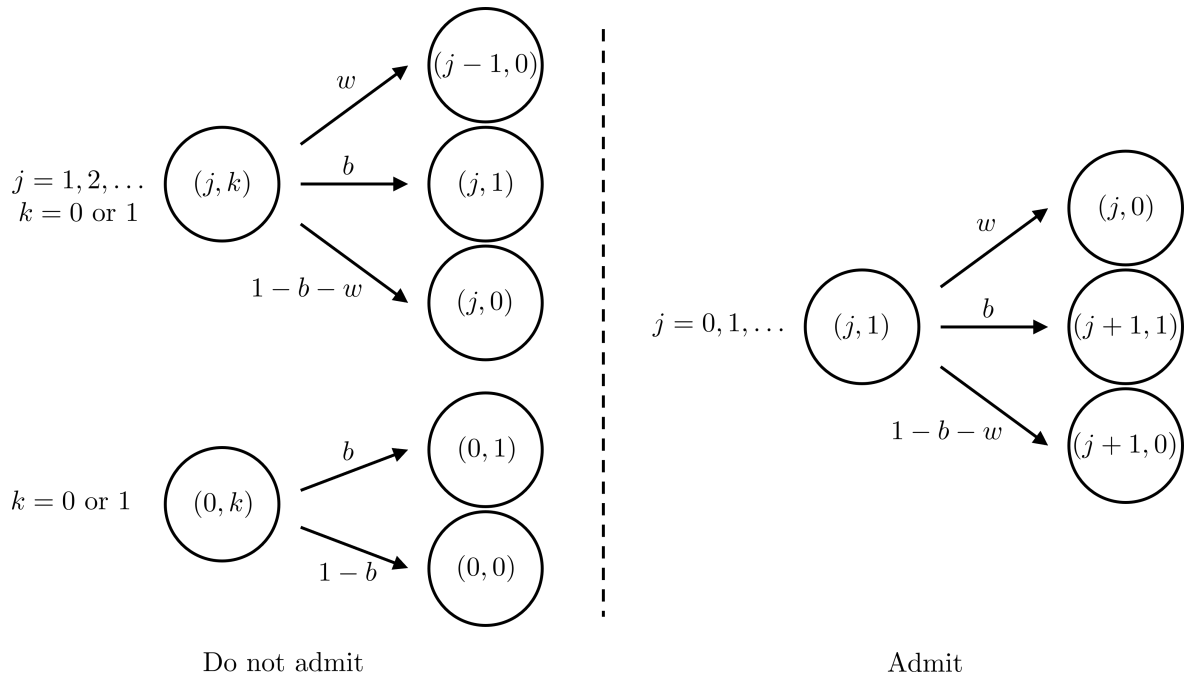 w
(j − 1, 0)
j = 1, 2, . . .
k = 0 or 1
(j, k)
b
(j, 1)
1 − b − w
(j, 0)
k = 0 or 1
(0, k)
b
(0, 1)
1 − b
(0, 0)
Do not admit
j = 0, 1, . . .
(j, 1)
w
(j, 0)
b
(j + 1, 1)
1 − b − w
(j + 1, 0)
Admit